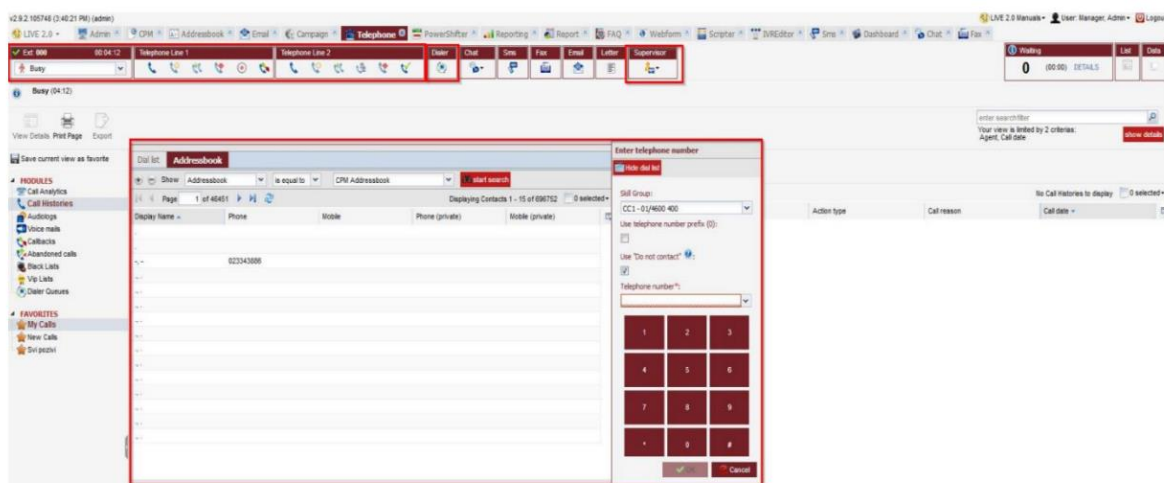 v2.9.2.105748 (3:40:21 PM) (admin)
LIVE 2.0 Manuals User: Manager, Admin Logout
LIVE 2.0 Admin CPM Addressbook Email Campaign Telephone PowerShifter Reporting Report FAQ Webform Scripter IVREditor Sms Dashboard Chat Fax
Ext 000 00:04:12 Telephone Line 1 Telephone Line 2 Dialer Chat Sms Fax Email Letter Supervisor Waiting List Data
Busy 0 (00:00) DETAILS
Busy (04:12)
View Details Print Page Export
enter searchfilter
Your view is limited by 2 criterias:
Agent, Call date
show details
Save current view as favorite
MODULES
Call Analytics
Call Histories
Audiologs
Voice mails
Callbacks
Abandoned calls
Black Lists
Vip Lists
Dialer Queues
FAVORITES
My Calls
New Calls
Svi pozivi
Dial list Addressbook
Show Addressbook is equal to CPM Addressbook start search
Page 1 of 46451 Displaying Contacts 1 - 15 of 696752 0 selected
Display Name Phone Mobile Phone (private) Mobile (private)
023343686
Enter telephone number
Hide dial list
Skill Group:
CC1 - 01/4600 400
Use telephone number prefix (0):
Use "Do not contact" :
Telephone number*:
1 2 3
4 5 6
7 8 9
* 0 #
OK Cancel
No Call Histories to display 0 selected
Action type Call reason Call date